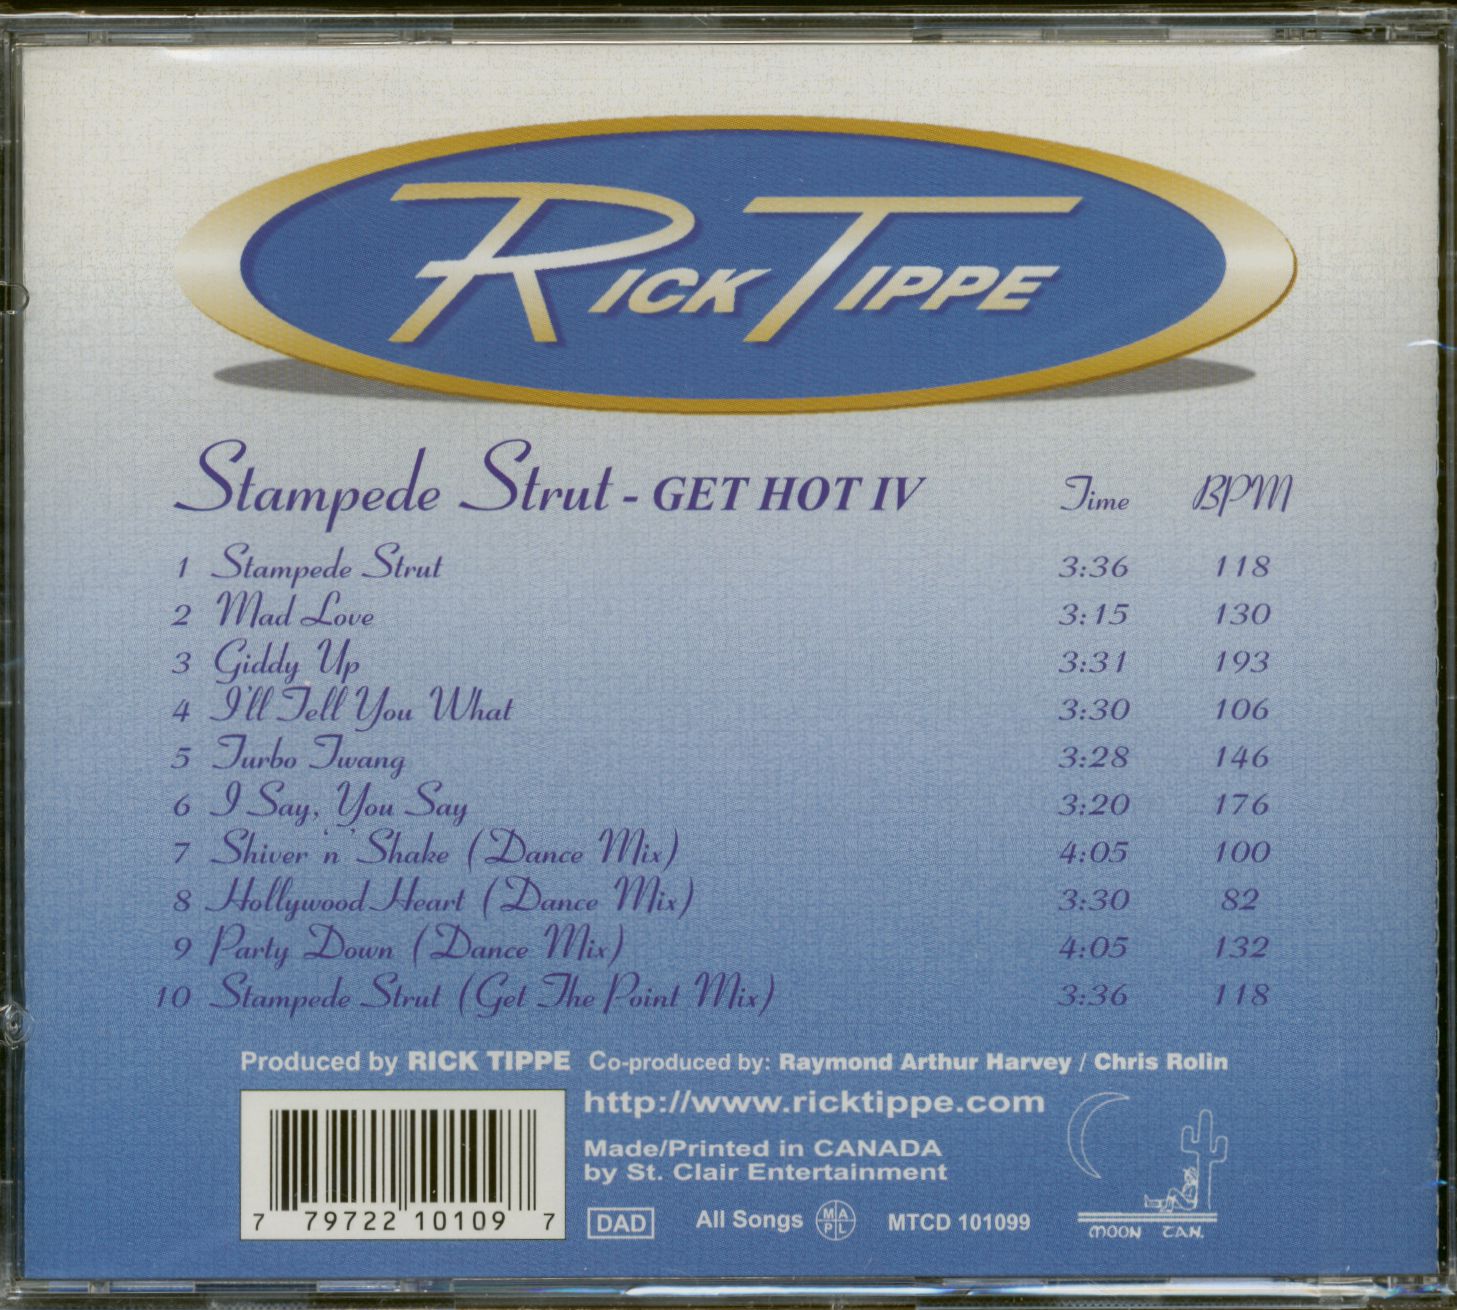 RICK TIPPE
Stampede Strut - GET HOT IV Time BPM
1 Stampede Strut 3:36 118
2 Mad Love 3:15 130
3 Giddy Up 3:31 193
4 I'll Tell You What 3:30 106
5 Turbo Twang 3:28 146
6 I Say, You Say 3:20 176
7 Shiver 'n' Shake (Dance Mix) 4:05 100
8 Hollywood Heart (Dance Mix) 3:30 82
9 Party Down (Dance Mix) 4:05 132
10 Stampede Strut (Get The Point Mix) 3:36 118
Produced by RICK TIPPE Co-produced by: Raymond Arthur Harvey / Chris Rolin
http://www.ricktippe.com
Made/Printed in CANADA
by St. Clair Entertainment
DAD All Songs MAPL MTCD 101099
7 79722 10109 7
MOON TAN.